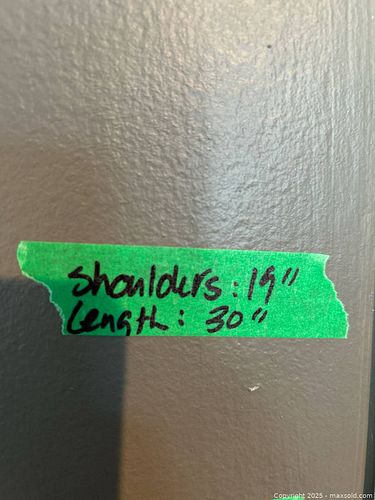 Shoulders: 19"
Length: 30"
Copyright 2025 - maxsold.com